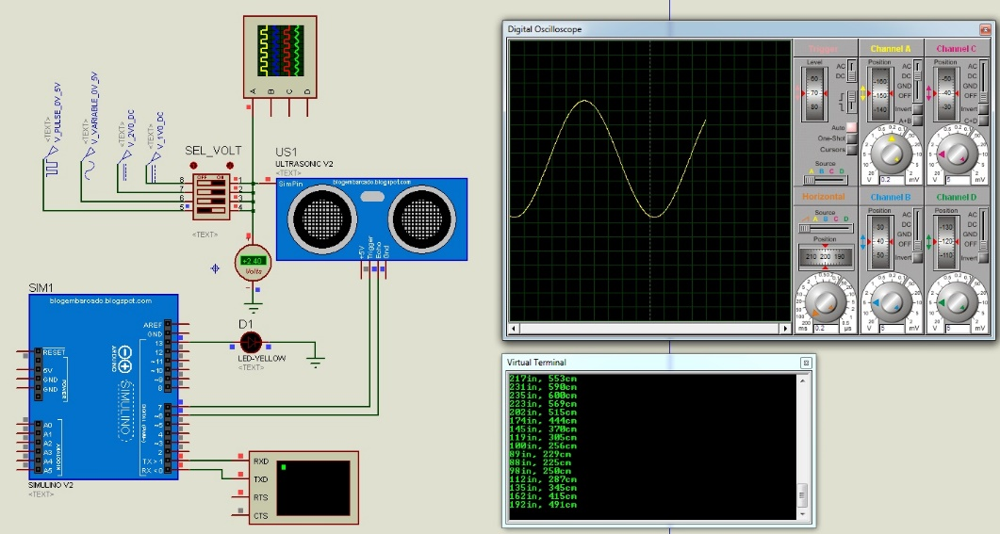 <TEXT>
V_PULSE_0V_5V
<TEXT>
V_VARIABLE_0V_5V
<TEXT>
V_2V0_DC
<TEXT>
V_1V0_DC
A
B
C
D
SEL_VOLT
OFF ON
8 1
7 2
6 3
5 4
<TEXT>
US1
ULTRASONIC V2
<TEXT>
SimPin
blogembarcado.blogspot.com
+5V
Trigger
Echo
Gnd
+2.40
Volts
SIM1
blogembarcado.blogspot.com
AREF
GND
13
12
~11
~10
~9
8
7
~6
~5
4
~3
2
TX>1
RX<0
RESET
5V
GND
GND
POWER
A0
A1
A2
A3
A4
A5
ANALOG IN
ARDUINO
SIMULINO
DIGITAL (PWM~)
SIMULINO V2
<TEXT>
D1
LED-YELLOW
<TEXT>
RXD
TXD
RTS
CTS
Digital Oscilloscope
Trigger
Level
-60
-70
-80
AC
DC
Auto
One-Shot
Cursors
Source
A B C D
Channel A
Position
-160
-150
-140
AC
DC
GND
OFF
Invert
A+B
V
0.2
mV
Channel C
Position
-50
-40
-30
AC
DC
GND
OFF
Invert
C+D
V
5
mV
Horizontal
Source
A B C D
Position
210 200 190
ms
0.2
µs
Channel B
Position
30
40
50
AC
DC
GND
OFF
Invert
V
5
mV
Channel D
Position
-130
-120
-110
AC
DC
GND
OFF
Invert
V
5
mV
Virtual Terminal
217in, 553cm
231in, 590cm
235in, 600cm
223in, 569cm
202in, 515cm
174in, 444cm
145in, 370cm
119in, 305cm
100in, 256cm
89in, 229cm
88in, 225cm
98in, 250cm
112in, 287cm
135in, 345cm
162in, 415cm
192in, 491cm